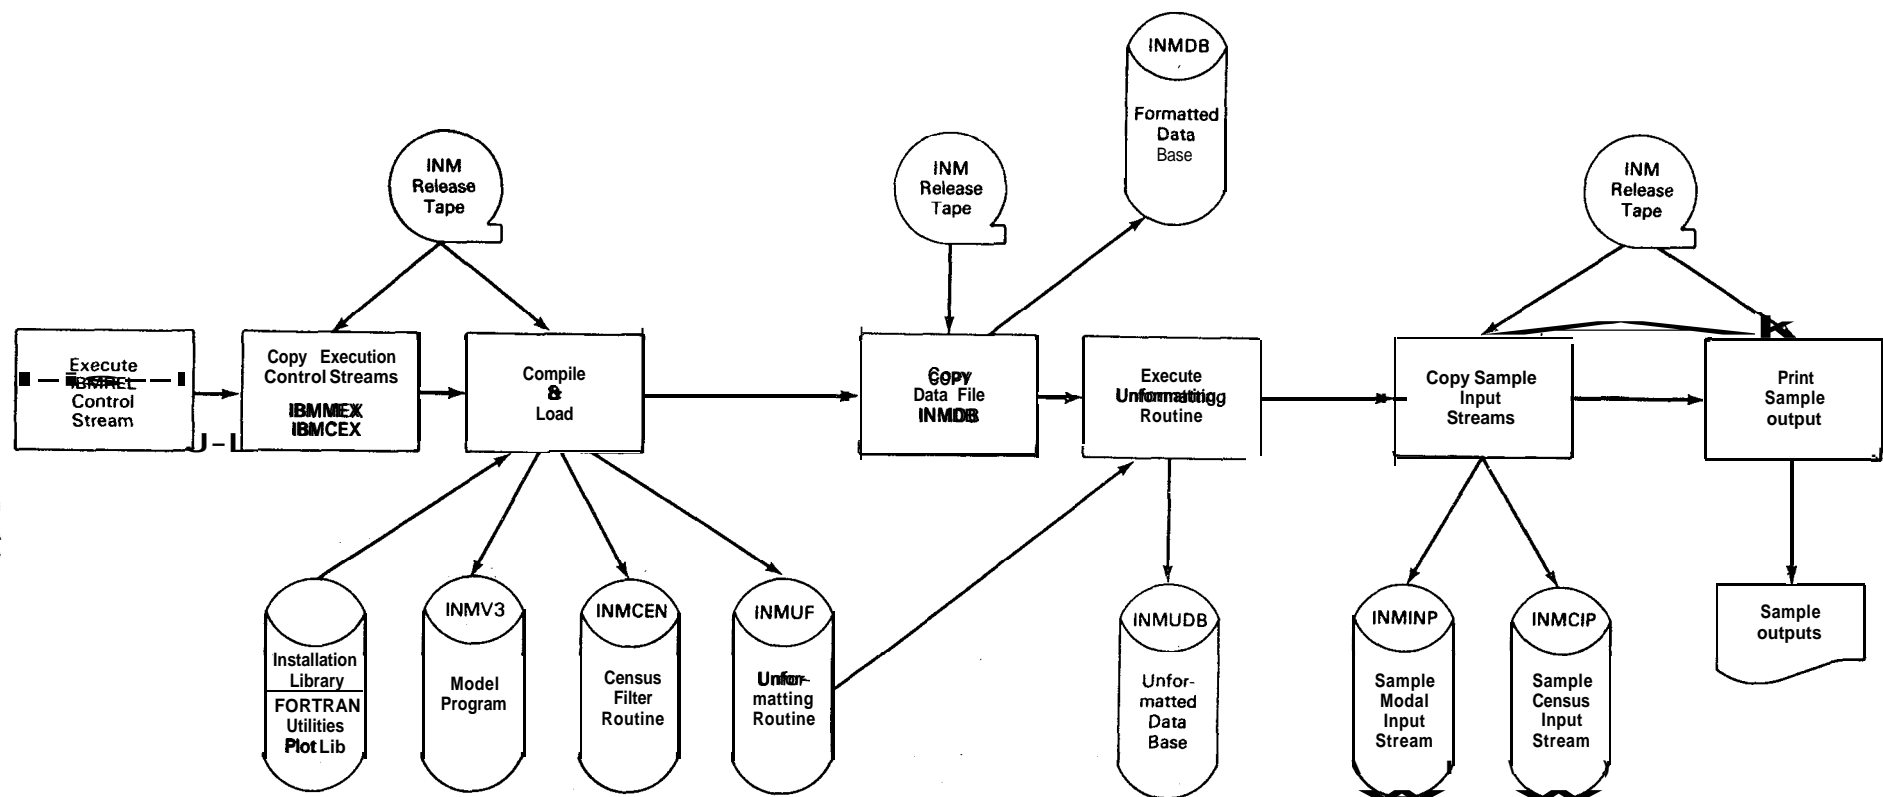 INMDB
Formatted
Data
Base
INM
Release
Tape
INM
Release
Tape
INM
Release
Tape
Execute
IBMREL
Control
Stream
Copy Execution
Control Streams
IBMMEX
IBMCEX
Compile
&
Load
Copy
Data File
INMDB
Execute
Unformatting
Routine
Copy Sample
Input
Streams
Print
Sample
output
Installation
Library
FORTRAN
Utilities
Plot Lib
INMV3
Model
Program
INMCEN
Census
Filter
Routine
INMUF
Unfor-
matting
Routine
INMUDB
Unfor-
matted
Data
Base
INMINP
Sample
Modal
Input
Stream
INMCIP
Sample
Census
Input
Stream
Sample
outputs